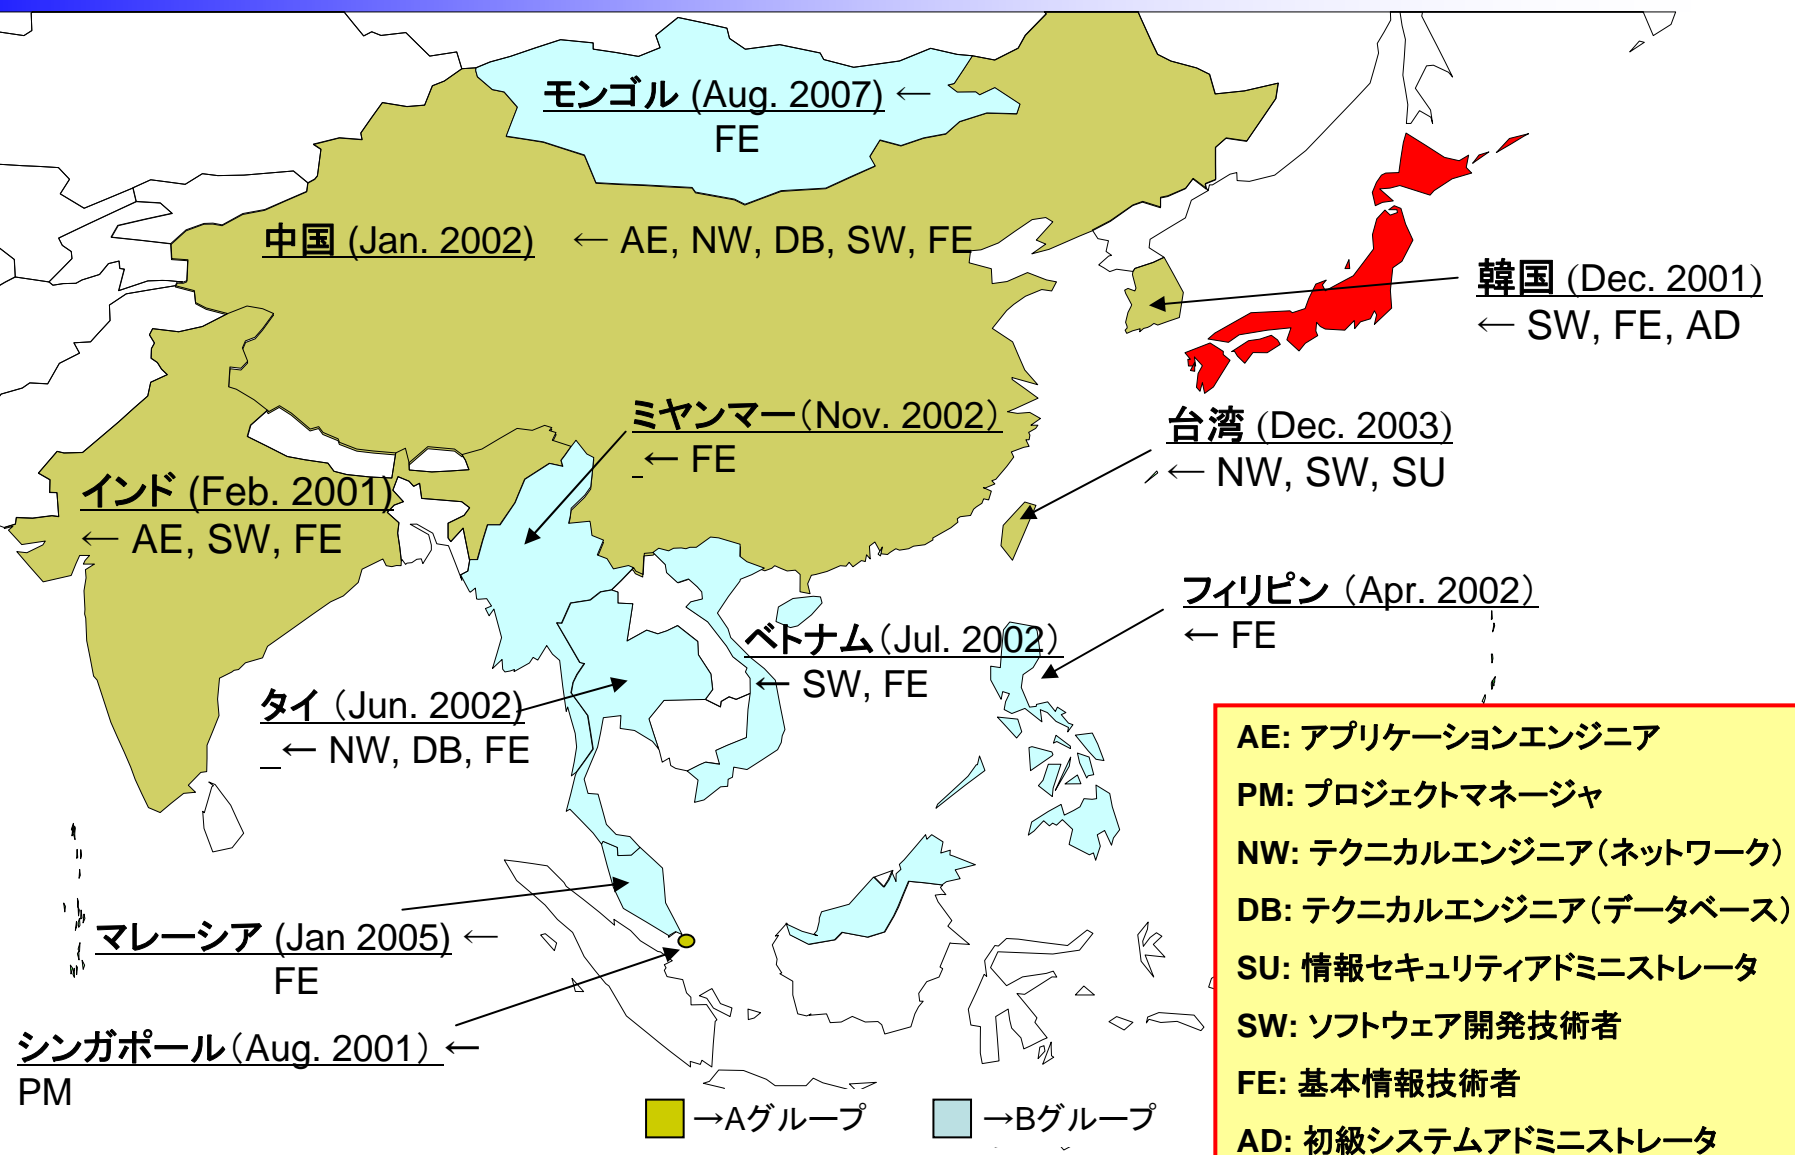 モンゴル (Aug. 2007) ←
FE
中国 (Jan. 2002) ← AE, NW, DB, SW, FE
韓国 (Dec. 2001)
← SW, FE, AD
ミャンマー（Nov. 2002）
← FE
台湾 (Dec. 2003)
← NW, SW, SU
インド (Feb. 2001)
← AE, SW, FE
フィリピン （Apr. 2002）
← FE
ベトナム（Jul. 2002）
← SW, FE
タイ （Jun. 2002）
← NW, DB, FE
マレーシア (Jan 2005) ←
FE
シンガポール（Aug. 2001） ←
PM
→Aグループ
→Bグループ
AE: アプリケーションエンジニア
PM: プロジェクトマネージャ
NW: テクニカルエンジニア（ネットワーク）
DB: テクニカルエンジニア（データベース）
SU: 情報セキュリティアドミニストレータ
SW: ソフトウェア開発技術者
FE: 基本情報技術者
AD: 初級システムアドミニストレータ